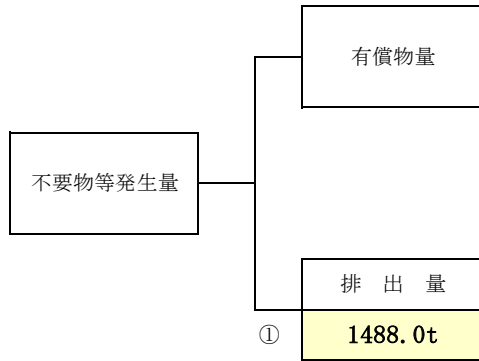 有償物量
不要物等発生量
排　出　量
① 1488.0t